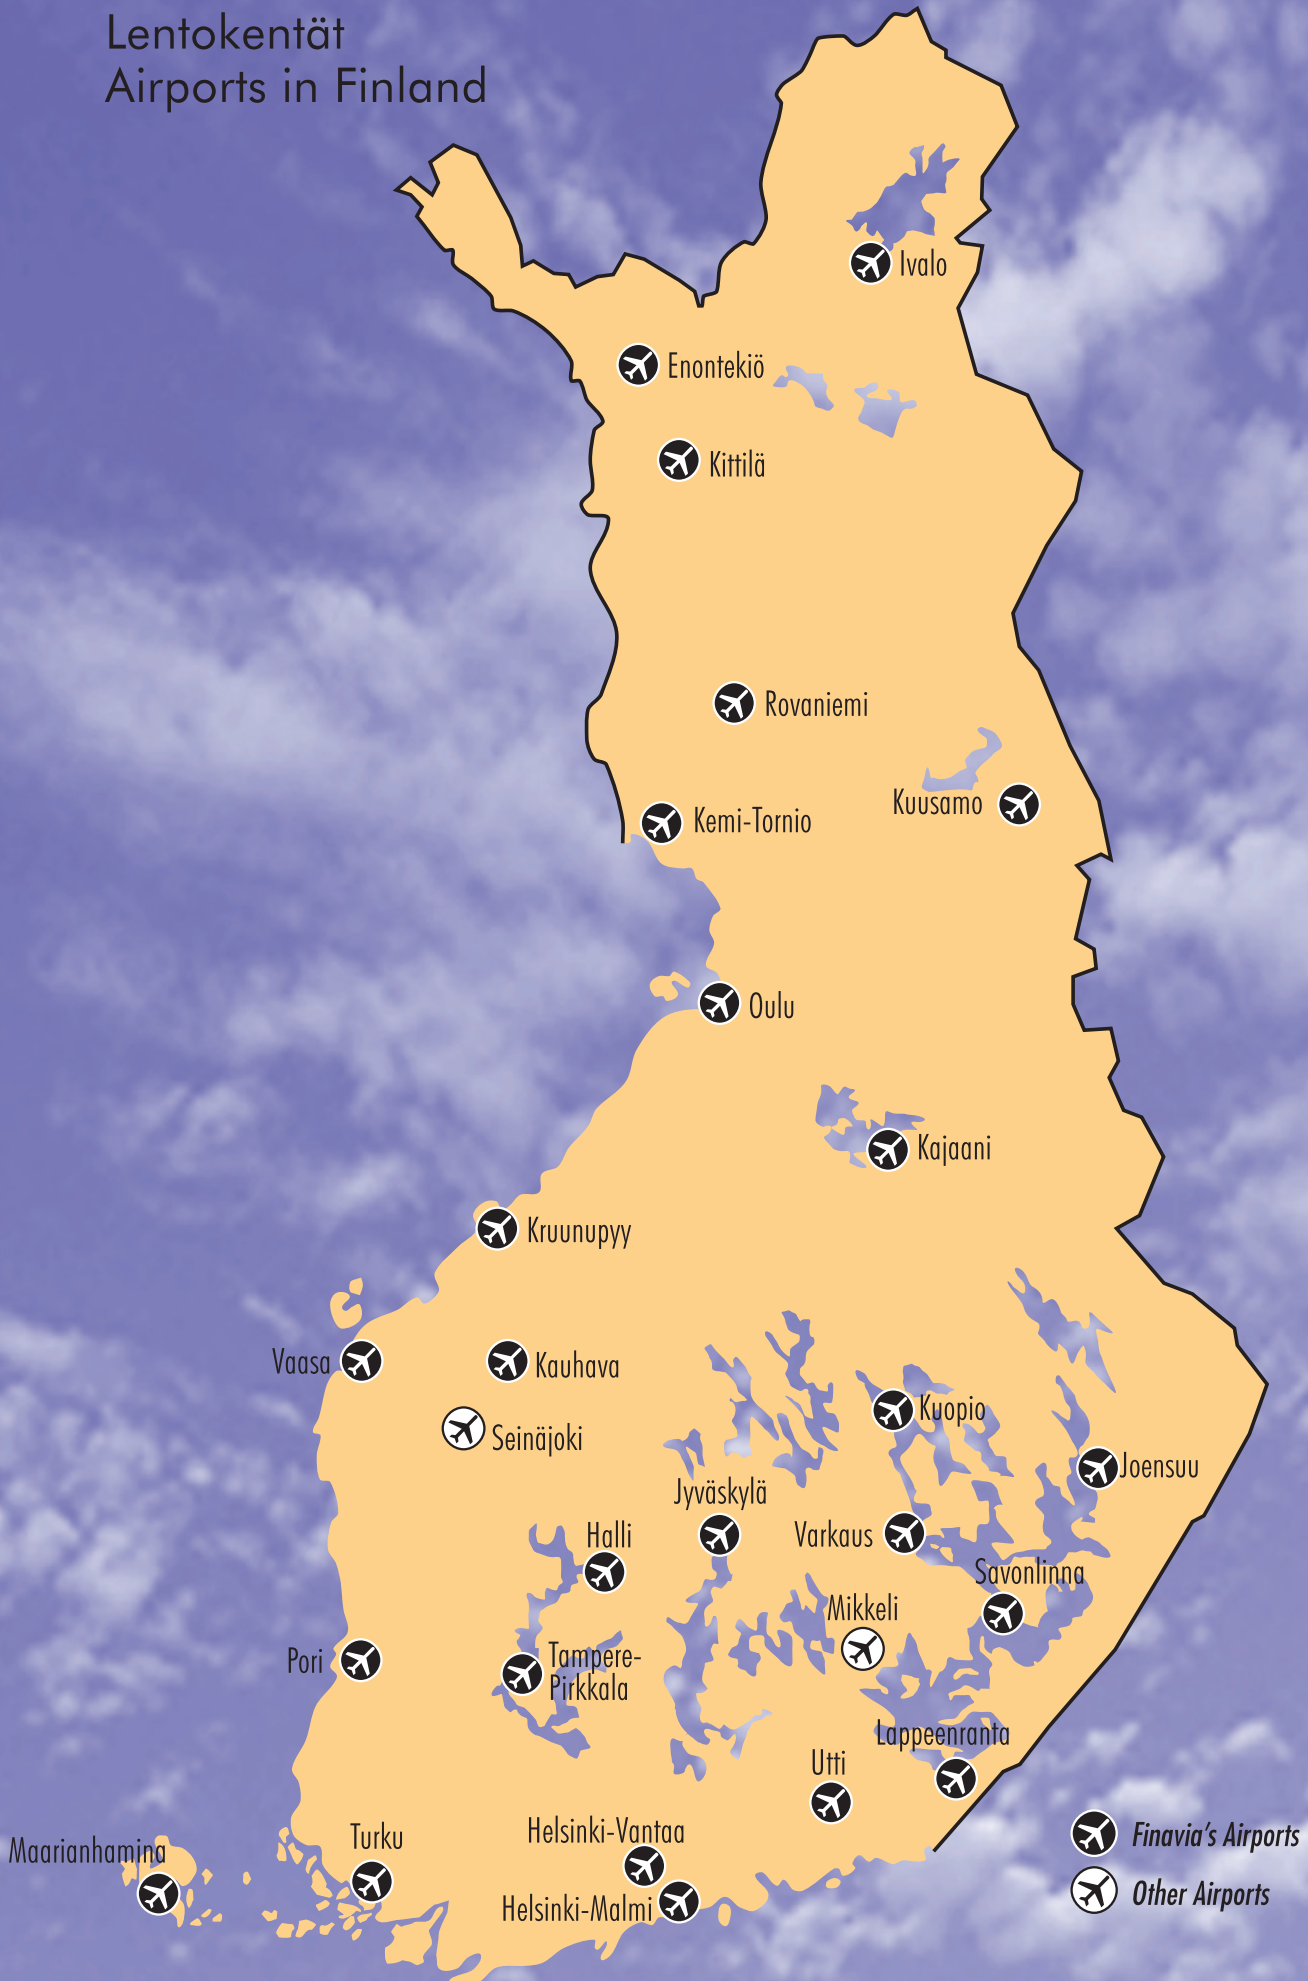 Lentokentät
Airports in Finland
Ivalo
Enontekiö
Kittilä
Rovaniemi
Kuusamo
Kemi-Tornio
Oulu
Kajaani
Kruunupyy
Vaasa
Kauhava
Kuopio
Seinäjoki
Joensuu
Jyväskylä
Halli
Varkaus
Savonlinna
Mikkeli
Pori
Tampere-
Pirkkala
Lappeenranta
Utti
Helsinki-Vantaa
Turku
Maarianhamina
Helsinki-Malmi
Finavia's Airports
Other Airports